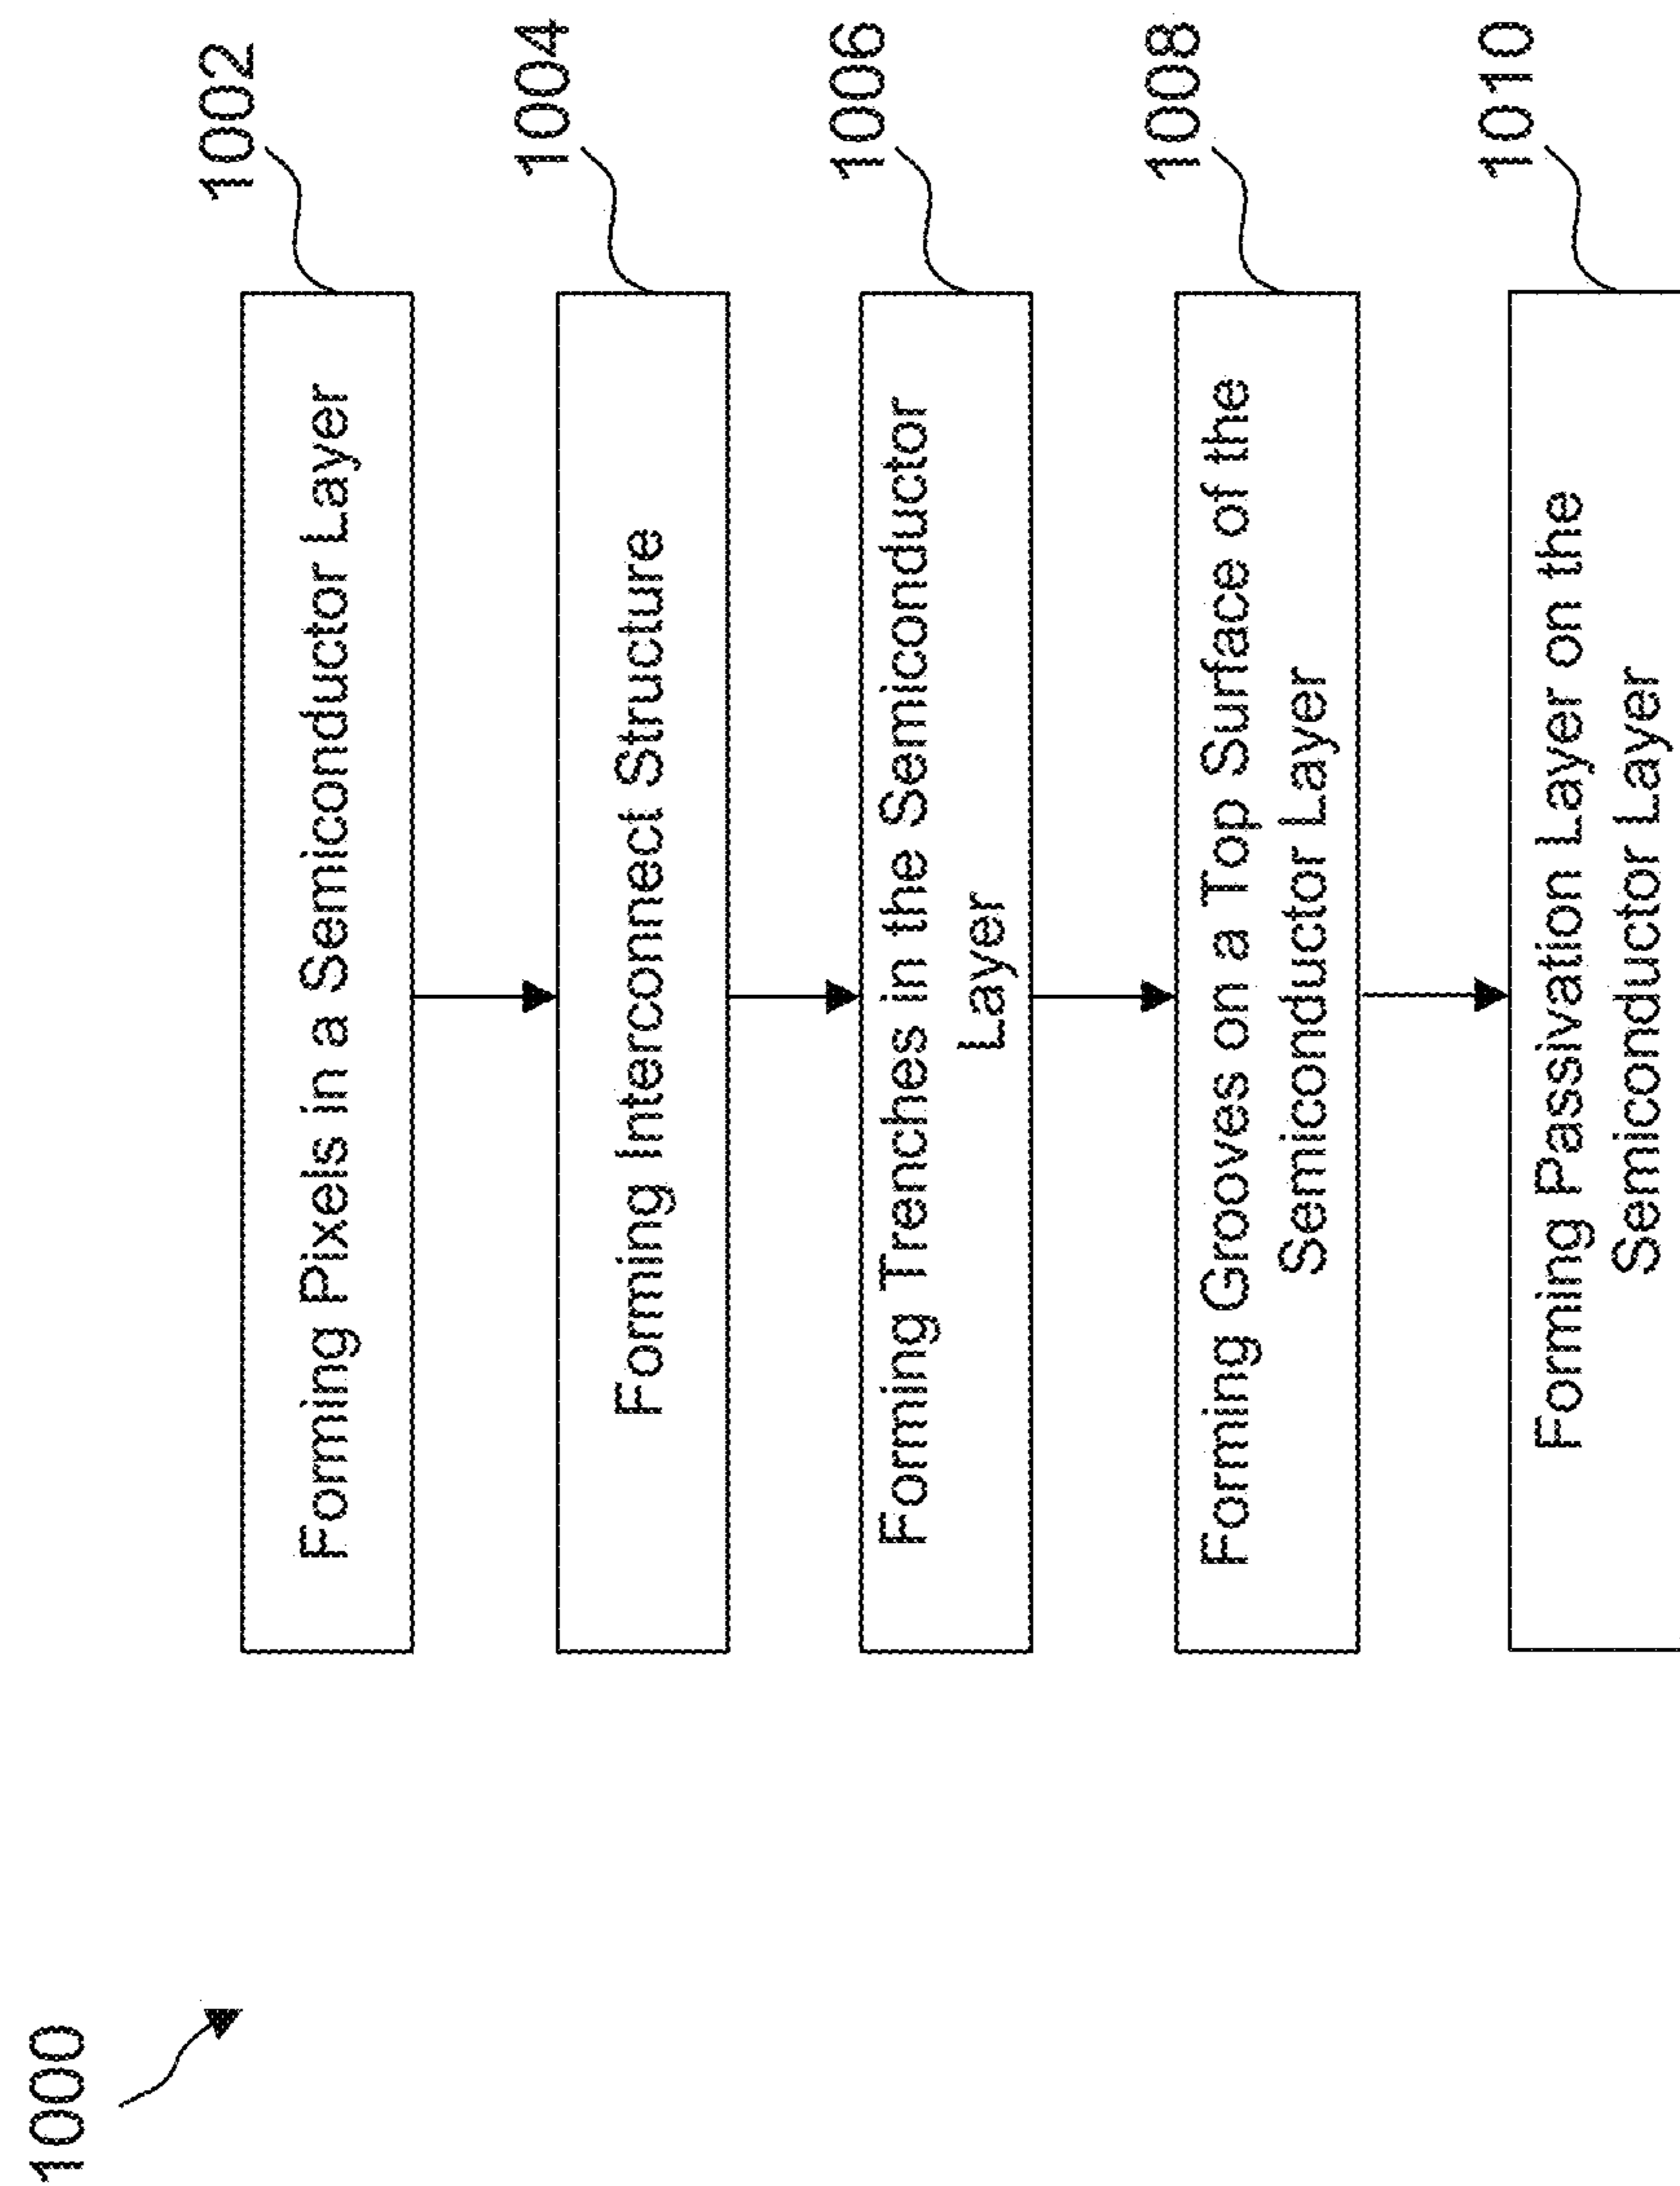 1000
Forming Pixels in a Semiconductor Layer
1002
Forming Interconnect Structure
1004
Forming Trenches in the Semiconductor
Layer
1006
Forming Grooves on a Top Surface of the
Semiconductor Layer
1008
Forming Passivation Layer on the
Semiconductor Layer
1010